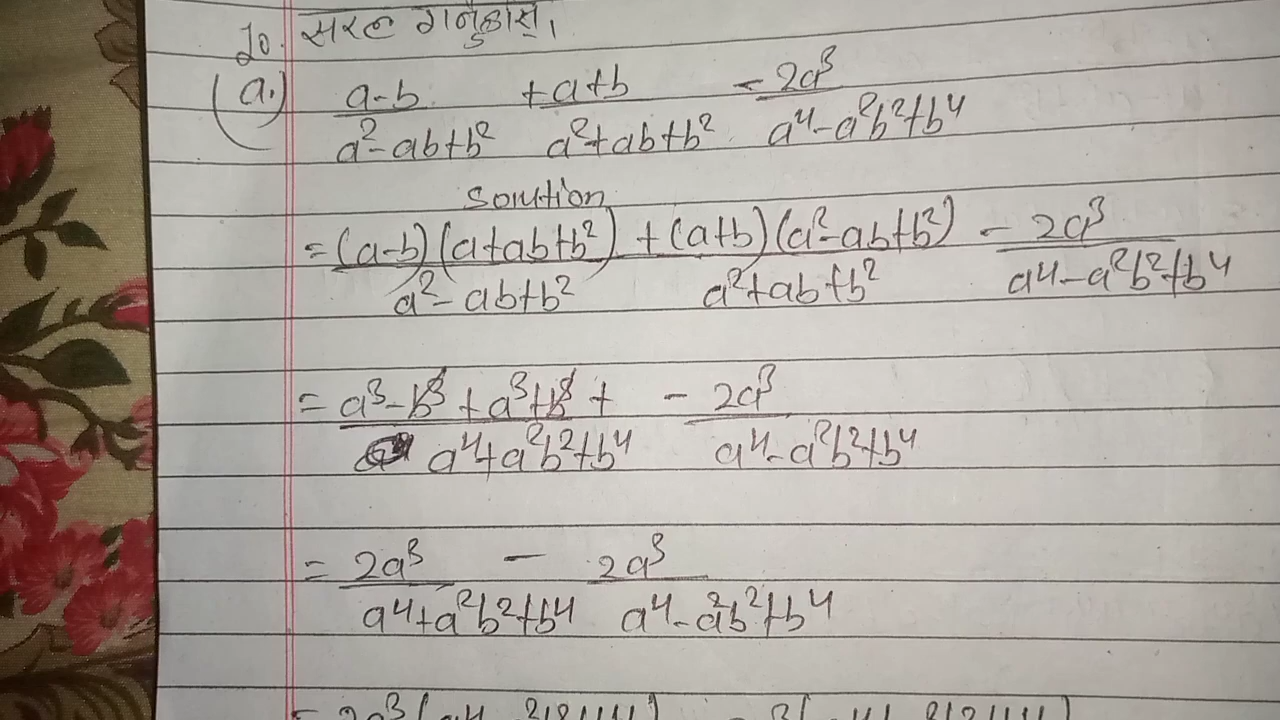 10. सरल गर्नुहोस्।
(a.) a-b/a²-ab+b² + a+b/a²+ab+b² - 2a³/a⁴-a²b²+b⁴
Solution
= (a-b)(a+ab+b²)/a²-ab+b² + (a+b)(a²-ab+b²)/a²+ab+b² - 2a³/a⁴-a²b²+b⁴
= a³-b³+a³+b³+/a⁴+a²b²+b⁴ - 2a³/a⁴-a²b²+b⁴
= 2a³/a⁴+a²b²+b⁴ - 2a³/a⁴-a²b²+b⁴